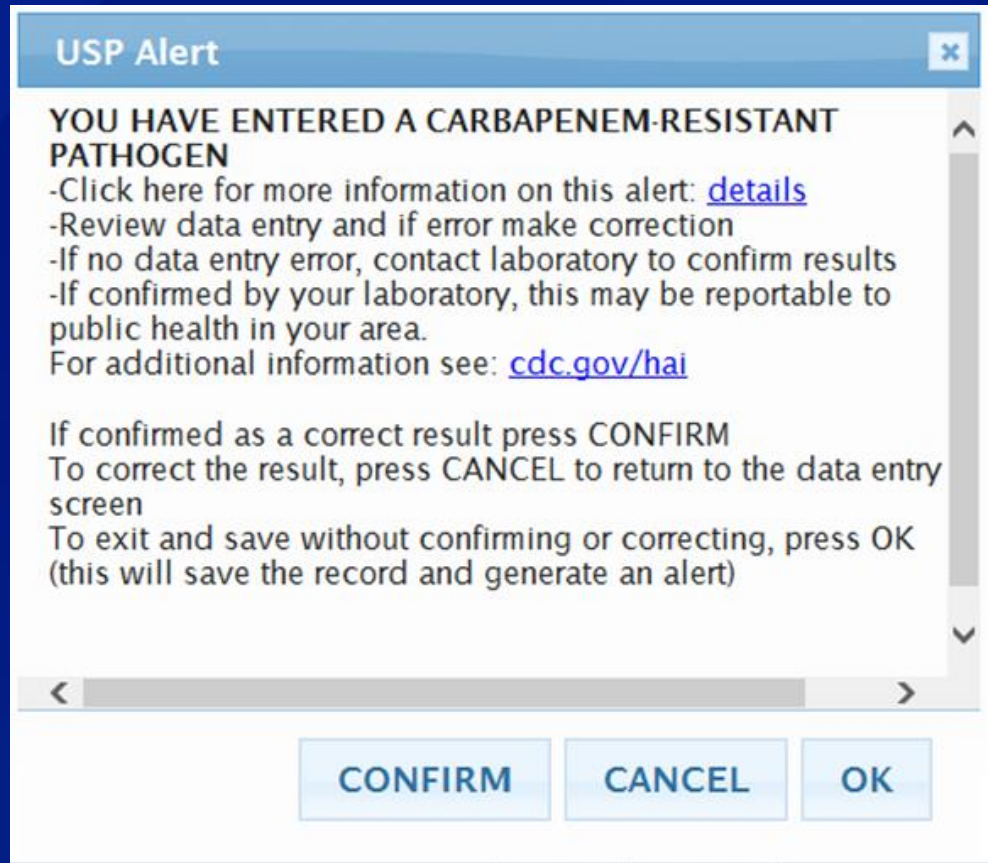 USP Alert
YOU HAVE ENTERED A CARBAPENEM-RESISTANT
PATHOGEN
-Click here for more information on this alert: details
-Review data entry and if error make correction
-If no data entry error, contact laboratory to confirm results
-If confirmed by your laboratory, this may be reportable to
public health in your area.
For additional information see: cdc.gov/hai
If confirmed as a correct result press CONFIRM
To correct the result, press CANCEL to return to the data entry
screen
To exit and save without confirming or correcting, press OK
(this will save the record and generate an alert)
CONFIRM CANCEL OK